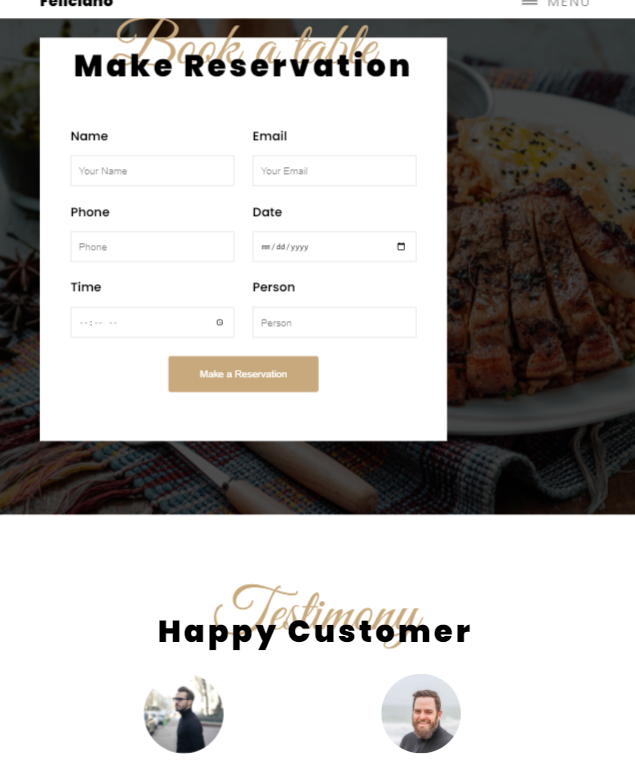 Feliciano
MENU
Book a table
Make Reservation
Name
Email
Your Name
Your Email
Phone
Date
Phone
mm/dd/yyyy
Time
Person
--:-- --
Person
Make a Reservation
Testimony
Happy Customer